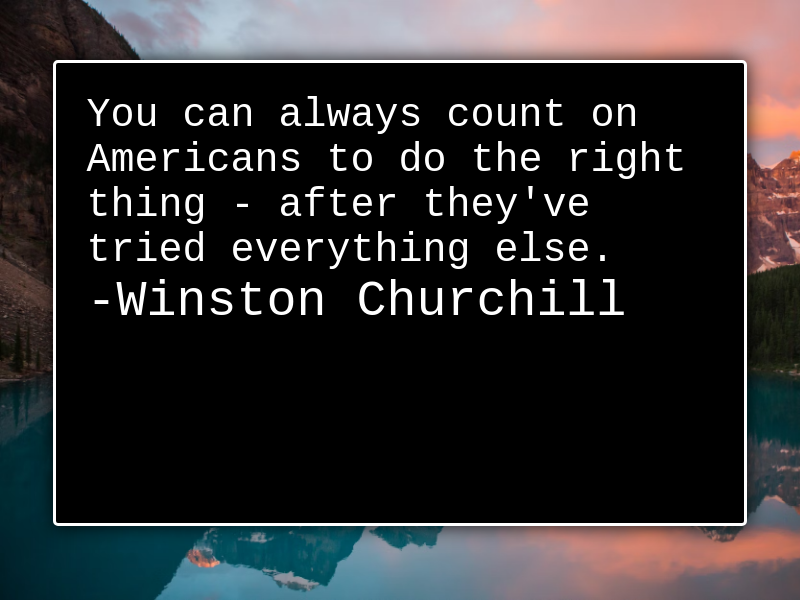 You can always count on
Americans to do the right
thing - after they've
tried everything else.
-Winston Churchill